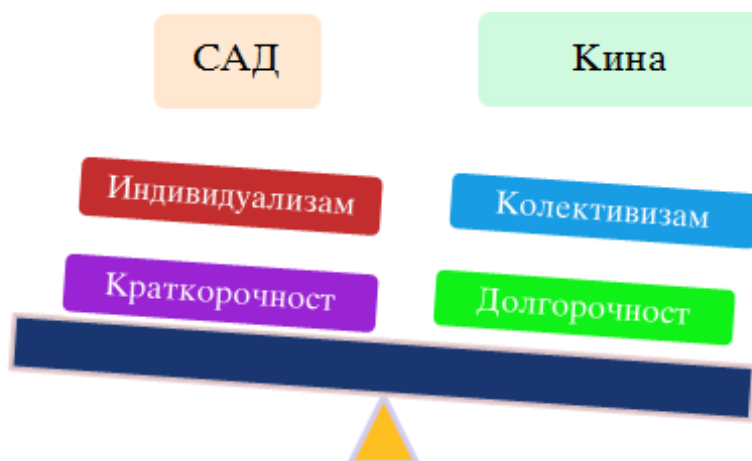 САД
Кина
Индивидуализам
Колективизам
Краткорочност
Долгорочност